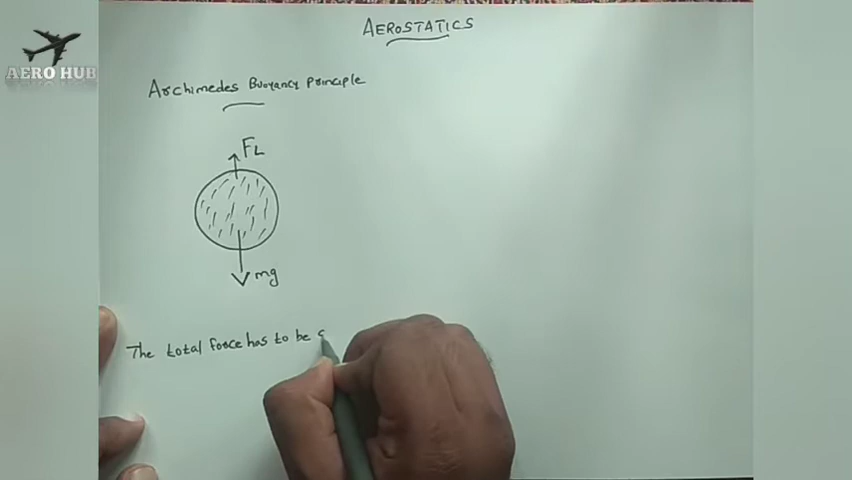 AEROSTATICS
AERO HUB
Archimedes Buoyancy principle
FL
mg
The total force has to be